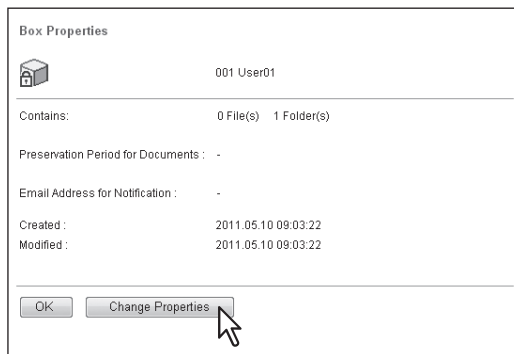 Box Properties
001 User01
Contains: 0 File(s) 1 Folder(s)
Preservation Period for Documents : -
Email Address for Notification : -
Created : 2011.05.10 09:03:22
Modified : 2011.05.10 09:03:22
OK Change Properties